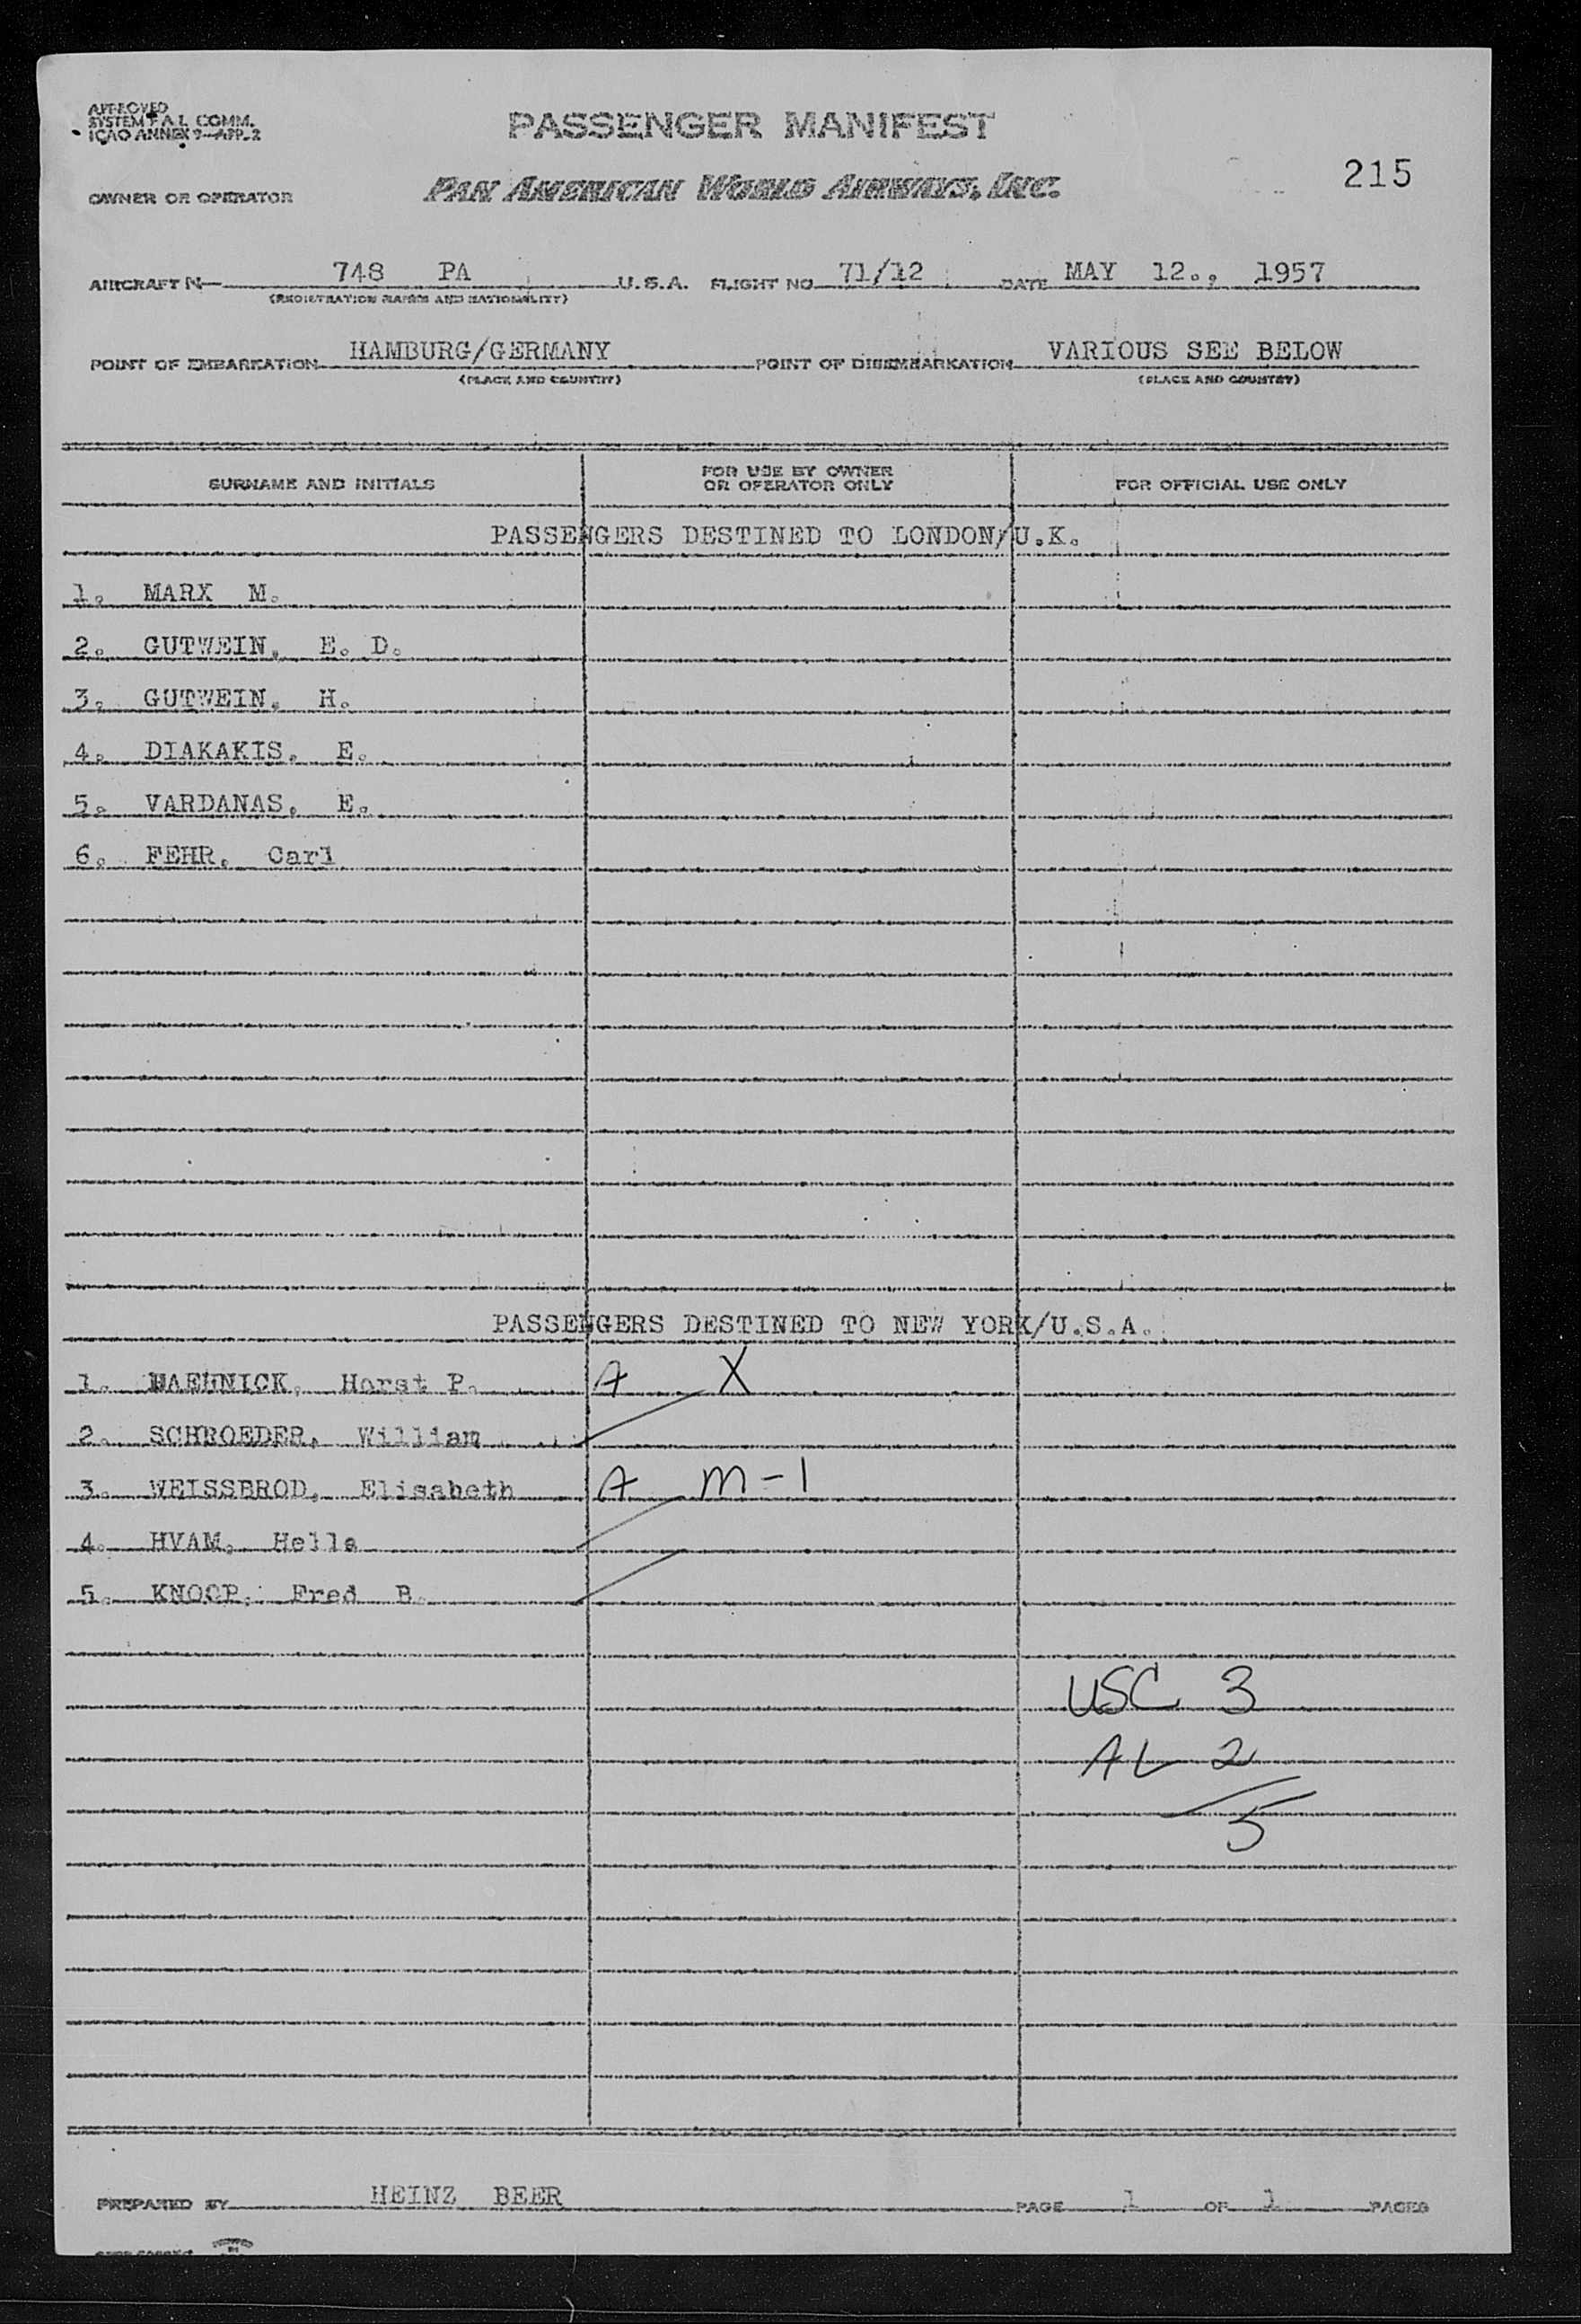 APPROVED
SYSTEM F.A.L. COMM.
ICAO ANNEX 9—APP. 2
PASSENGER MANIFEST
215
OWNER OR OPERATOR PAN AMERICAN WORLD AIRWAYS, INC.
AIRCRAFT N— 748 PA U.S.A. FLIGHT NO. 71/12 DATE MAY 12., 1957
(REGISTRATION MARKS AND NATIONALITY)
POINT OF EMBARKATION HAMBURG/GERMANY POINT OF DISEMBARKATION VARIOUS SEE BELOW
(PLACE AND COUNTRY) (PLACE AND COUNTRY)
SURNAME AND INITIALS FOR USE BY OWNER OR OPERATOR ONLY FOR OFFICIAL USE ONLY
PASSENGERS DESTINED TO LONDON/U.K.
1. MARX M.
2. GUTWEIN, E. D.
3. GUTWEIN, H.
4. DIAKAKIS, E.
5. VARDANAS, E.
6. FEHR, Carl
PASSENGERS DESTINED TO NEW YORK/U.S.A.
1. Horst P. A X
2. SCHROEDER, William
3. WEISSBROD, Elisabeth A M-1
4. HVAM, Helle
5. KNOOP, Fred B.
USC 3
AL 2
5
PREPARED BY HEINZ BEER PAGE 1 OF 1 PAGES